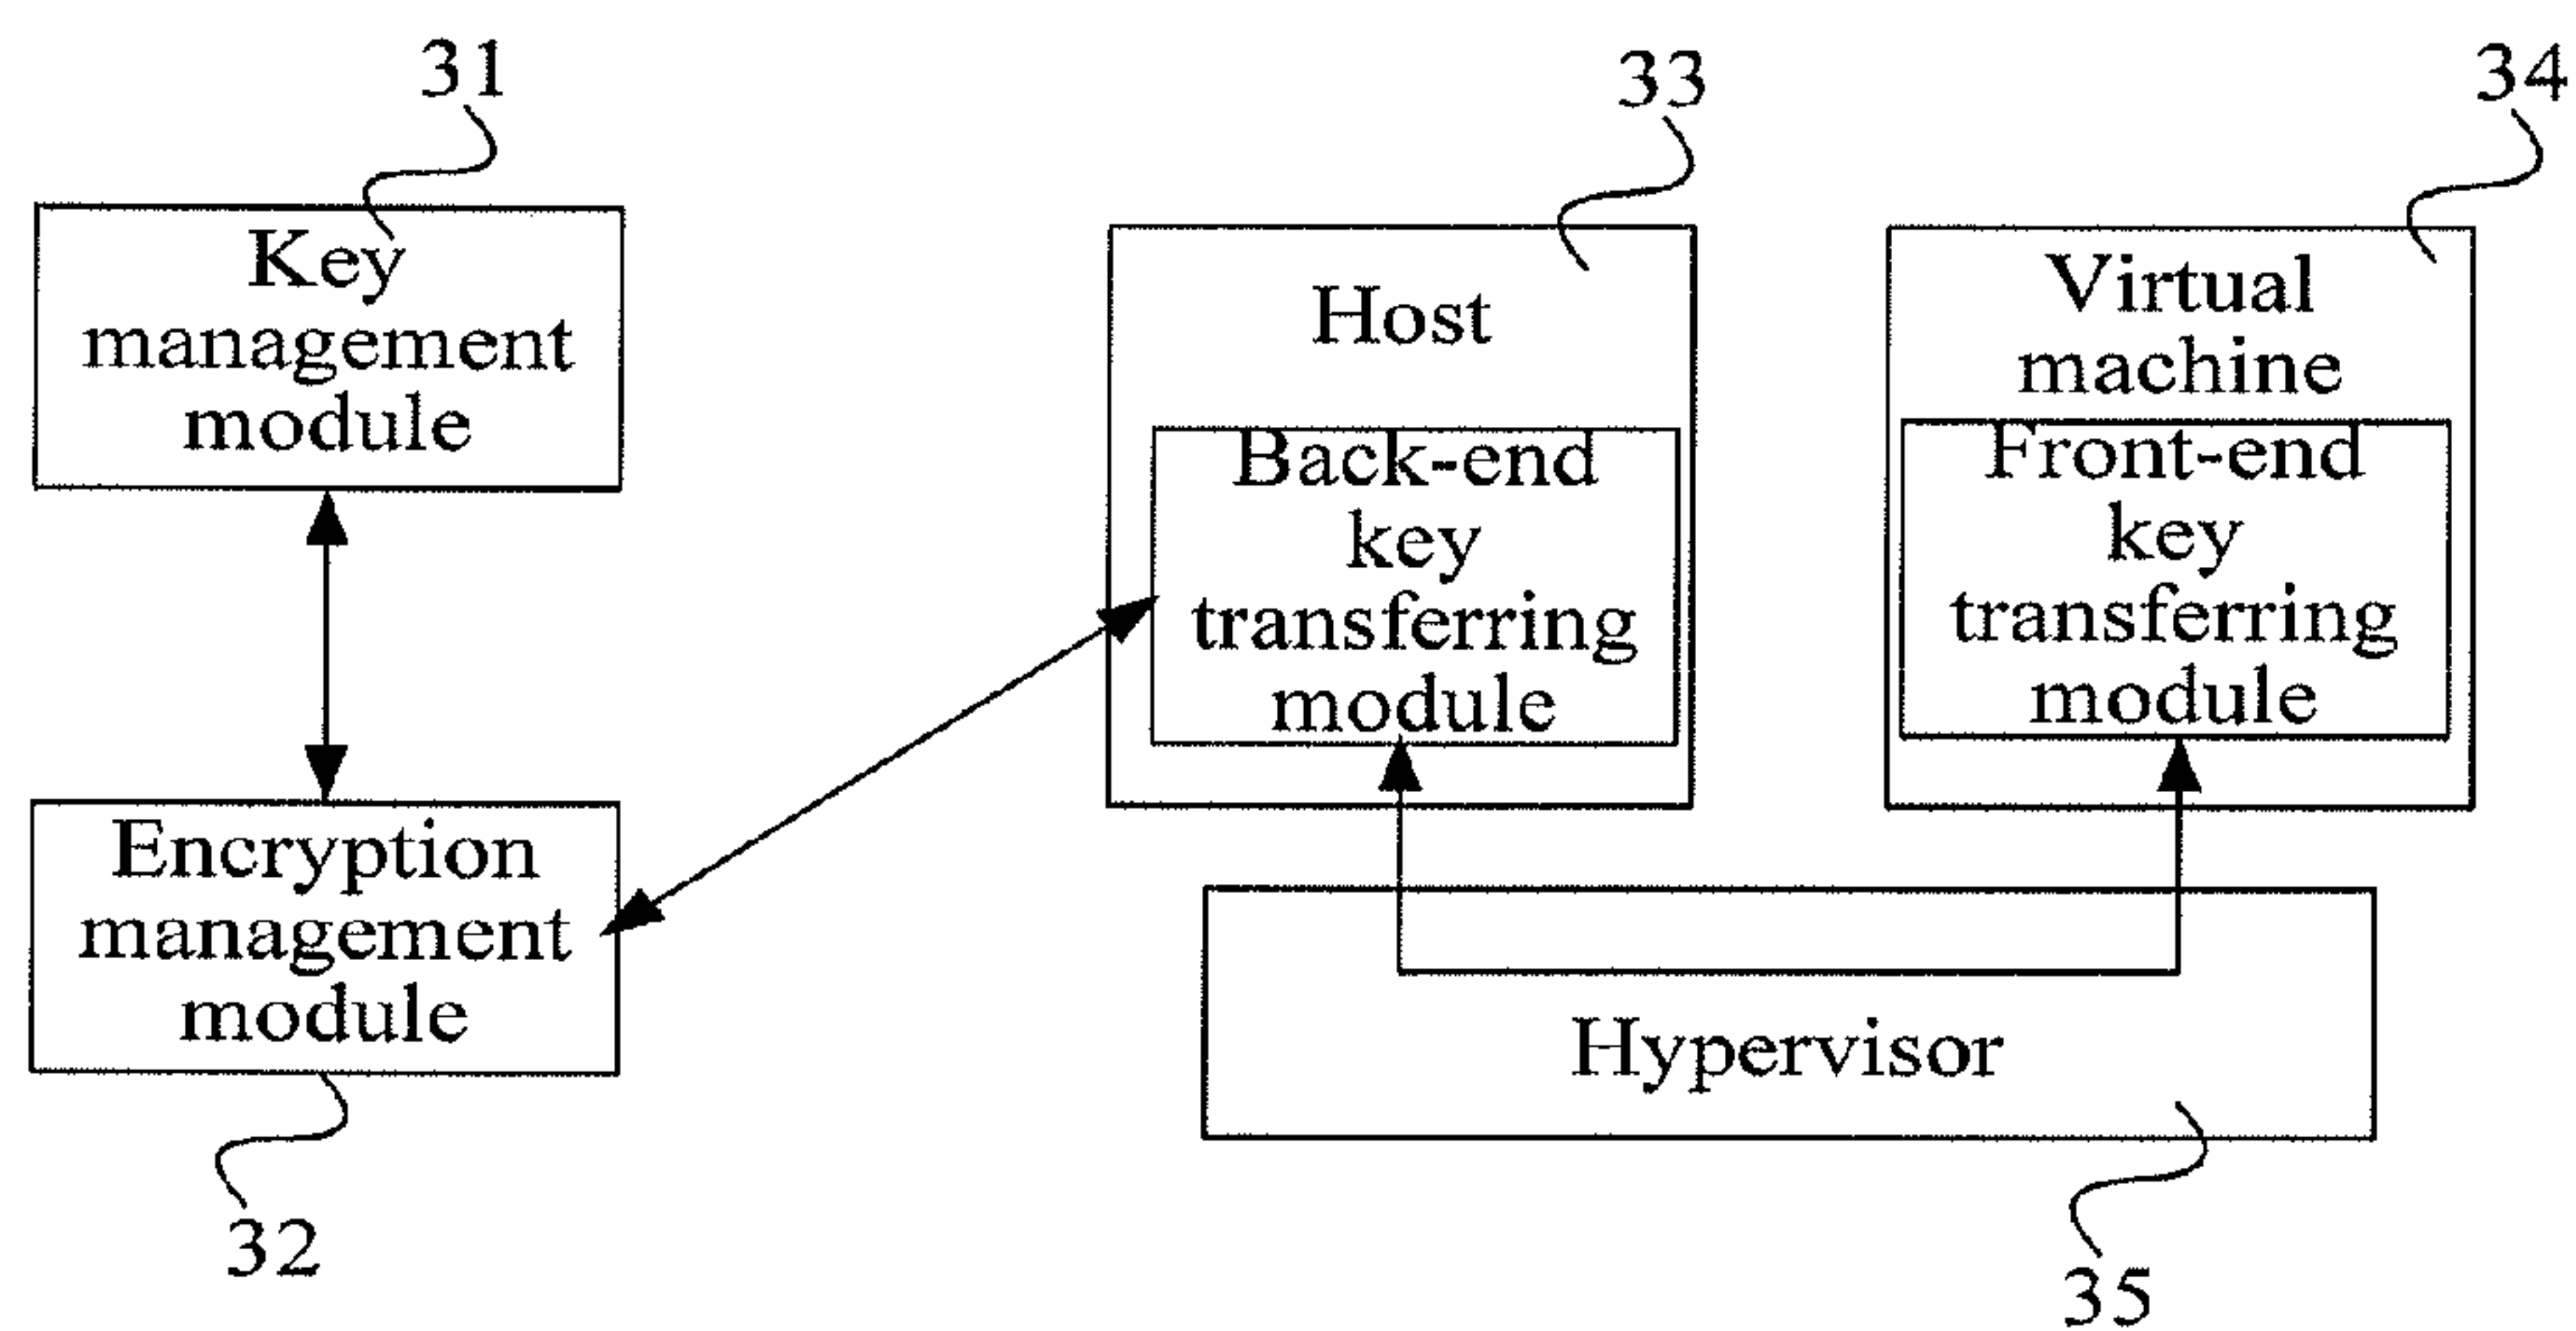 31
33
34
Key
management
module
Host
Virtual
machine
Back-end
key
transferring
module
Front-end
key
transferring
module
Encryption
management
module
Hypervisor
32
35